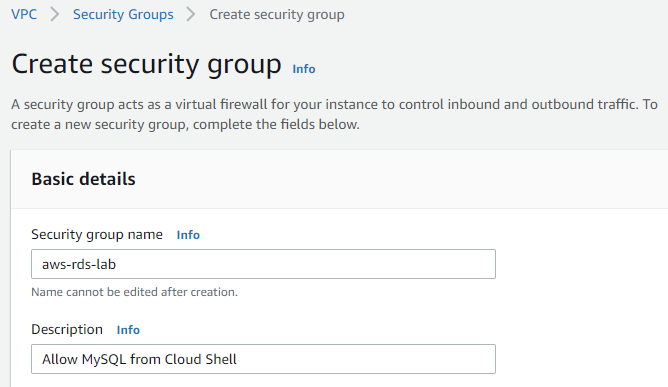 VPC > Security Groups > Create security group
Create security group Info
A security group acts as a virtual firewall for your instance to control inbound and outbound traffic. To
create a new security group, complete the fields below.
Basic details
Security group name Info
aws-rds-lab
Name cannot be edited after creation.
Description Info
Allow MySQL from Cloud Shell